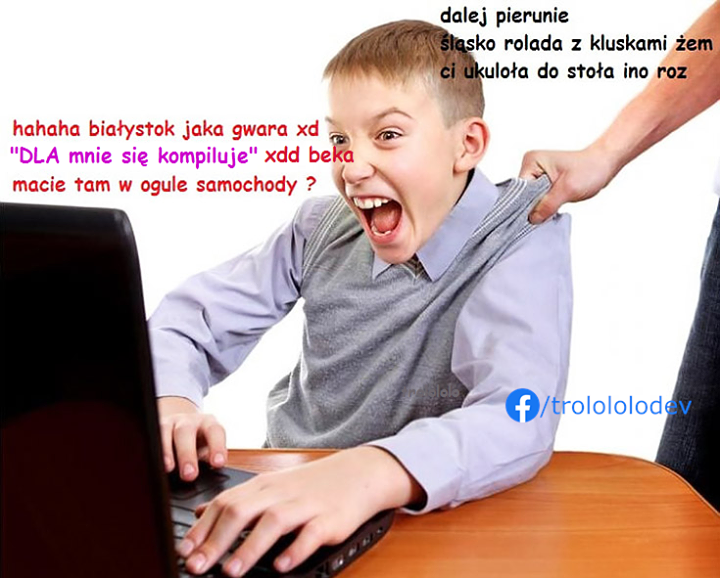 dalej pierunie
śląsko rolada z kluskami żem
ci ukuloła do stoła ino roz
hahaha białystok jaka gwara xd
"DLA mnie się kompiluje" xdd beka
macie tam w ogule samochody ?
/trolololodev